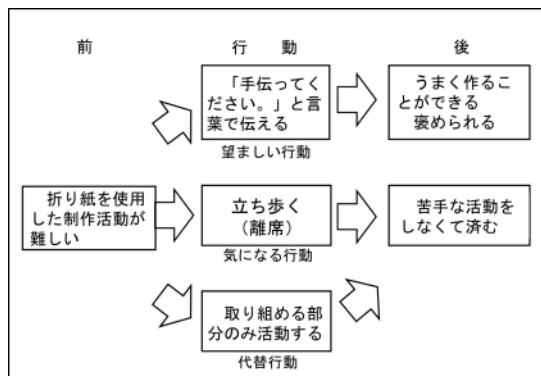 前 行 動 後
「手伝ってく
ださい。」と言
葉で伝える
望ましい行動
うまく作るこ
とができる
褒められる
折り紙を使用
した制作活動が
難しい
立ち歩く
(離席)
気になる行動
苦手な活動を
しなくて済む
取り組める部
分のみ活動する
代替行動